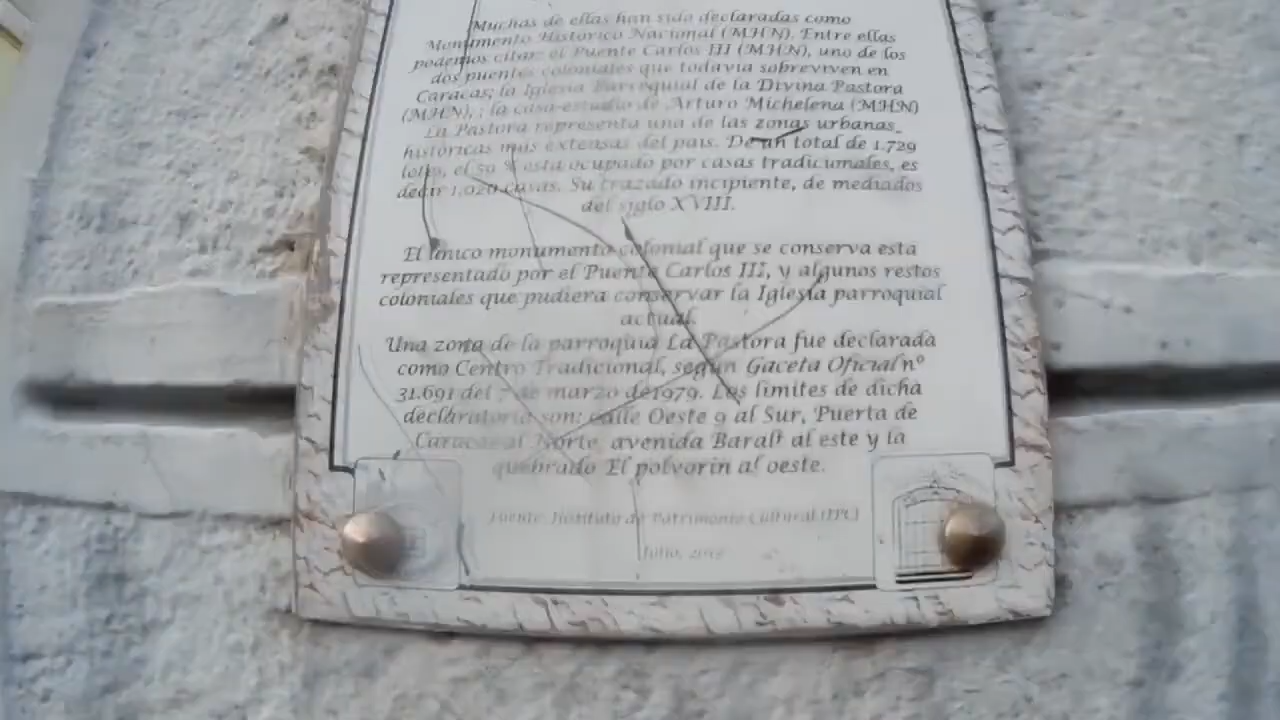 Muchas de ellas han sido declaradas como
Monumento Histórico Nacional (MHN). Entre ellas
podemos citar: el Puente Carlos III (MHN), uno de los
dos puentes coloniales que todavía sobreviven en
Caracas; la Iglesia Parroquial de la Divina Pastora
(MHN), ; la casa-estudio de Arturo Michelena (MHN)
La Pastora representa una de las zonas urbanas
históricas más extensas del país. De un total de 1.729
lotes, el 59 % está ocupado por casas tradicionales, es
decir 1.020 casas. Su trazado incipiente, de mediados
del siglo XVIII.
El único monumento colonial que se conserva está
representado por el Puente Carlos III, y algunos restos
coloniales que pudiera conservar la Iglesia parroquial
actual.
Una zona de la parroquia La Pastora fue declarada
como Centro Tradicional, según Gaceta Oficial nº
31.691 del 7 de marzo de1979. Los límites de dicha
declaratoria son: calle Oeste 9 al Sur, Puerta de
Caracas al Norte, avenida Baralt al este y la
quebrado El polvorín al oeste.
Fuente: Instituto de Patrimonio Cultural (IPC)
Julio,